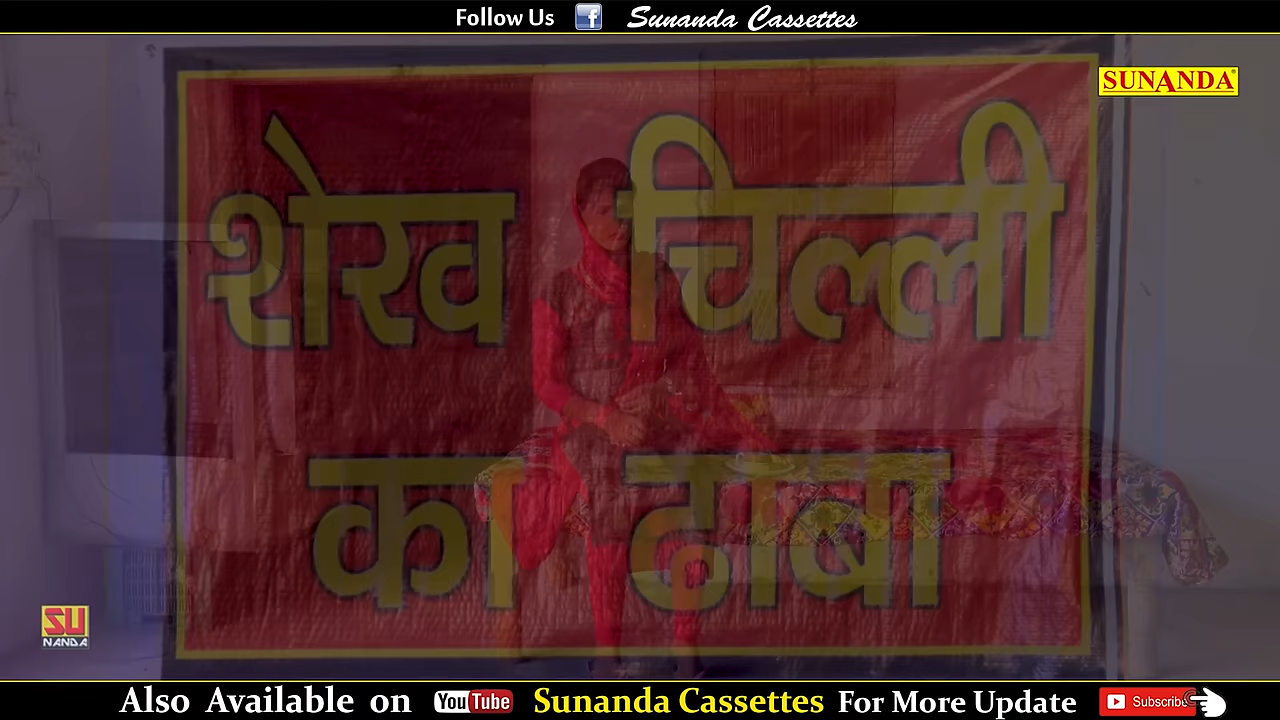 Follow Us f Sunanda Cassettes
SUNANDA
शेख चिल्ली
का ढाबा
SU
NANDA
Also Available on YouTube Sunanda Cassettes For More Update Subscribe